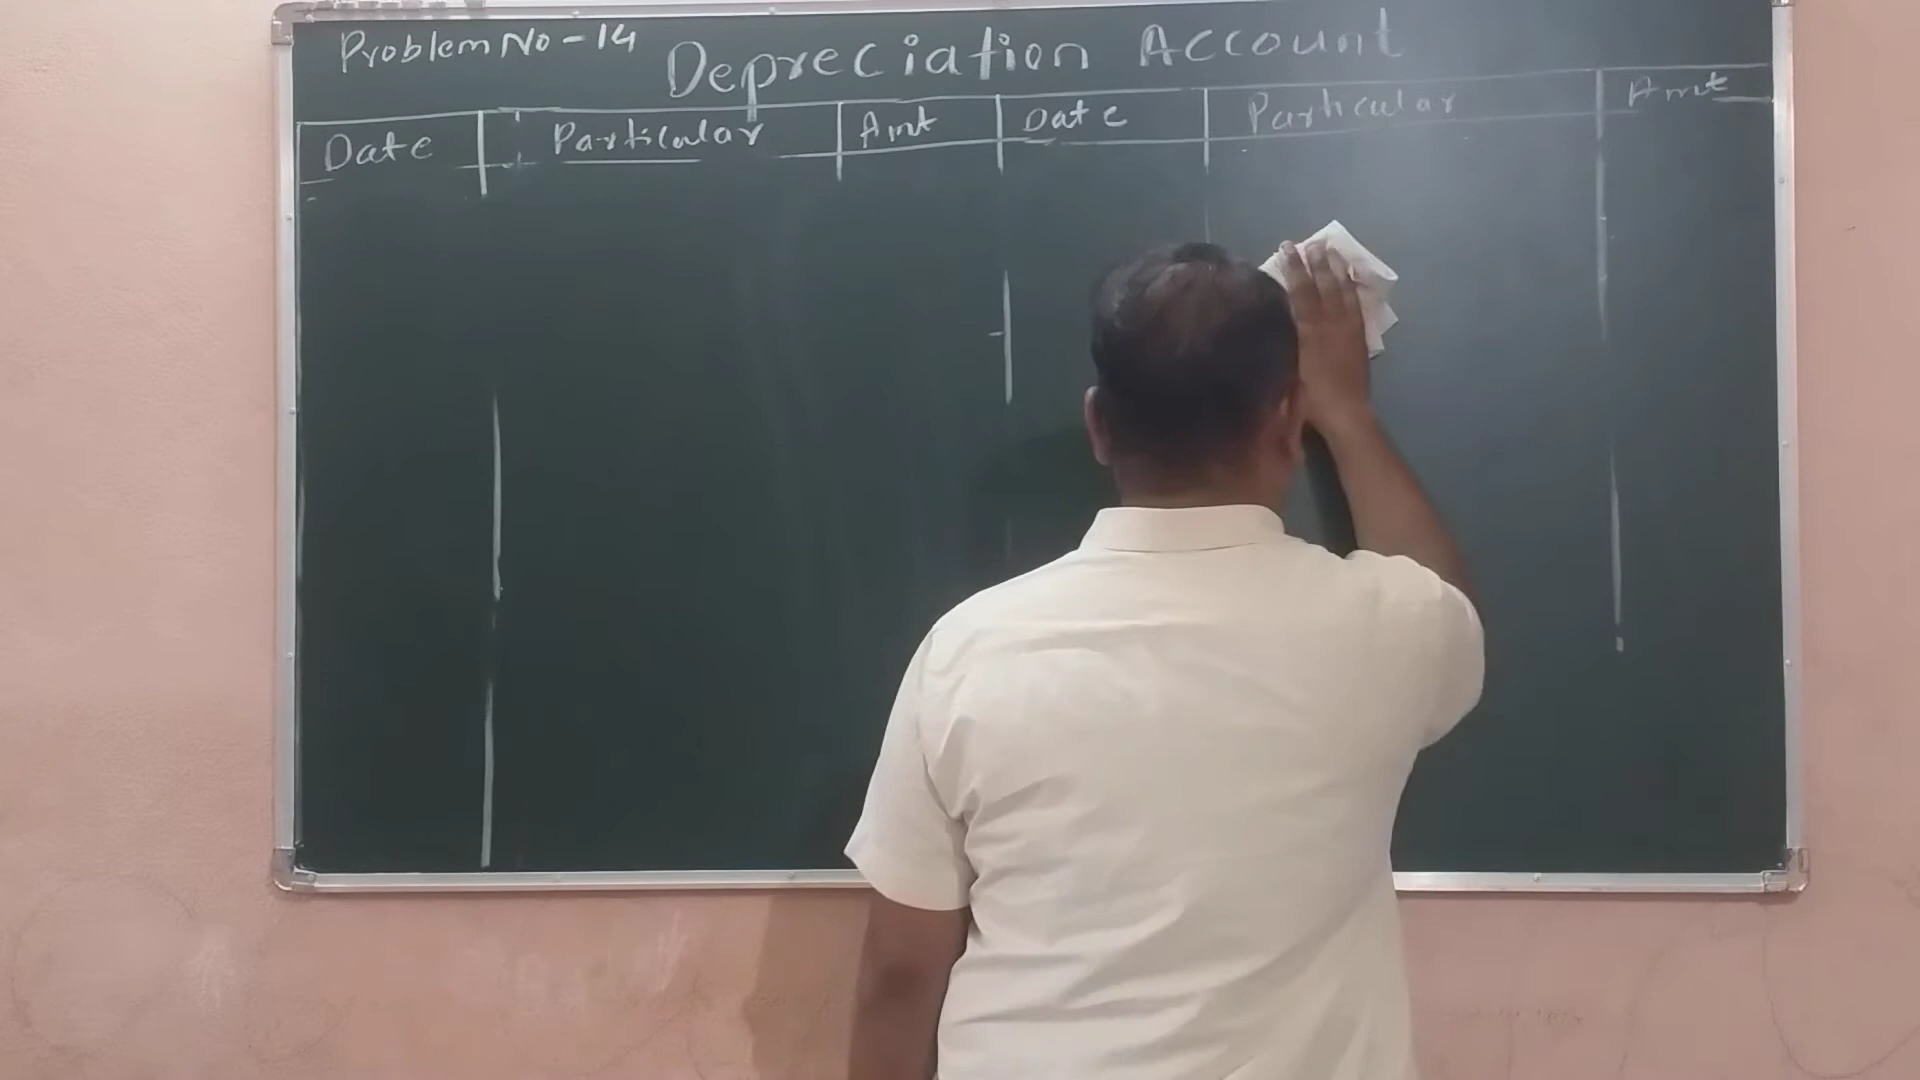 Problem No - 14
Depreciation Account
Date Particular Amt Date Particular Amt